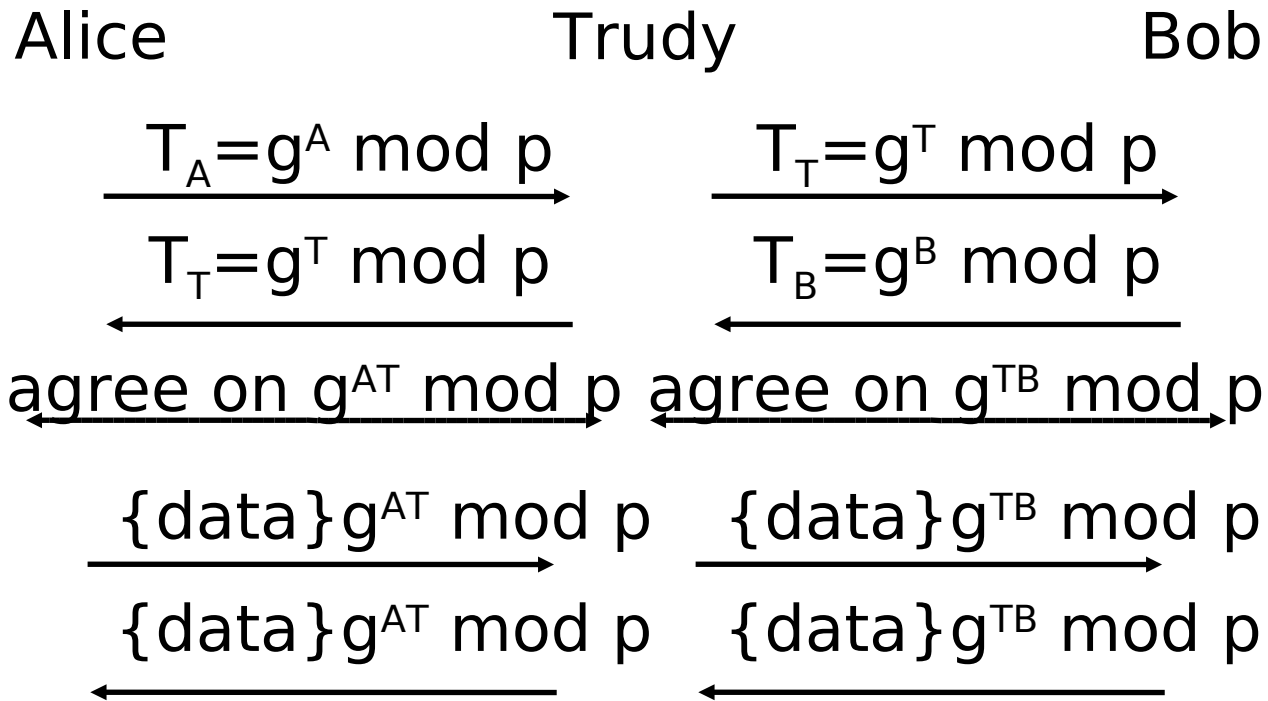 Alice Trudy Bob
T_A=g^A mod p T_T=g^T mod p
T_T=g^T mod p T_B=g^B mod p
agree on g^AT mod p agree on g^TB mod p
{data}g^AT mod p {data}g^TB mod p
{data}g^AT mod p {data}g^TB mod p